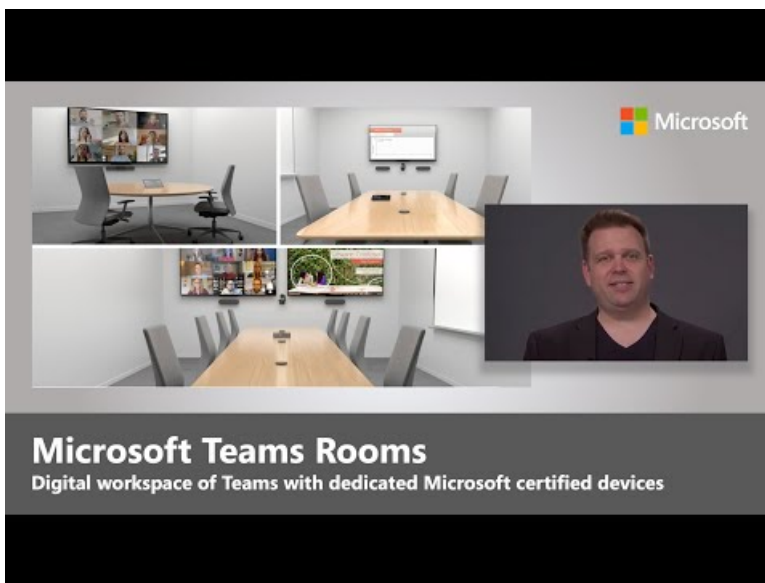 Microsoft
Microsoft Teams Rooms
Digital workspace of Teams with dedicated Microsoft certified devices